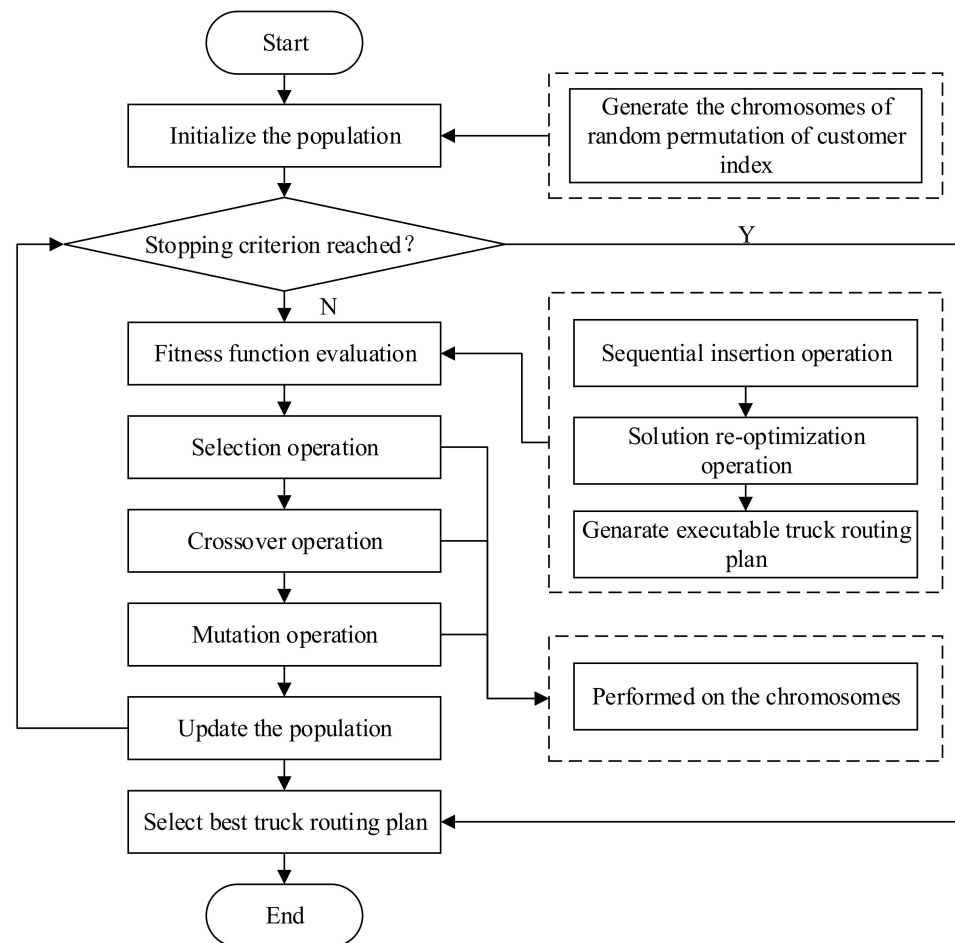 Start
Initialize the population
Generate the chromosomes of
random permutation of customer
index
Stopping criterion reached？
Y
N
Fitness function evaluation
Sequential insertion operation
Selection operation
Solution re-optimization
operation
Crossover operation
Genarate executable truck routing
plan
Mutation operation
Performed on the chromosomes
Update the population
Select best truck routing plan
End